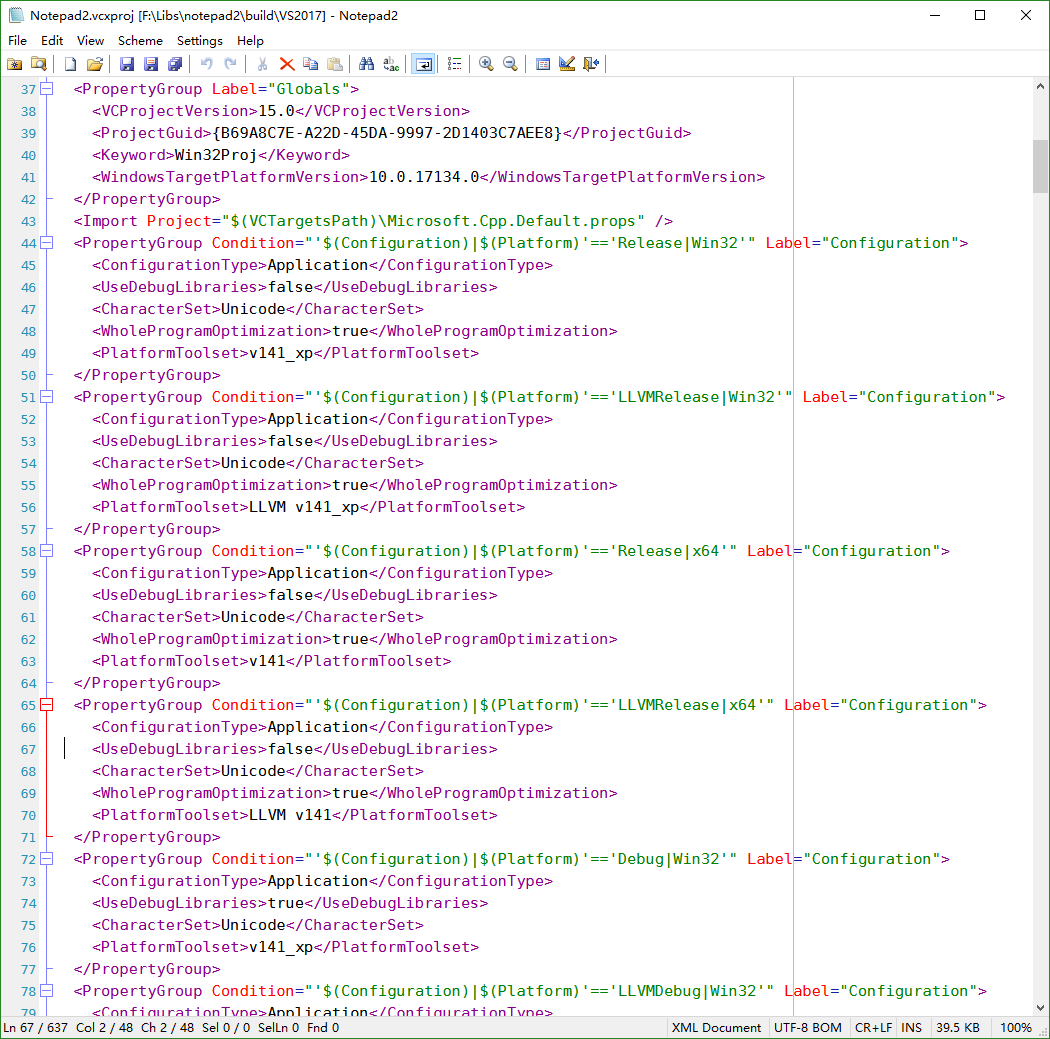 Notepad2.vcxproj [F:\Libs\notepad2\build\VS2017] - Notepad2
File Edit View Scheme Settings Help
37 <PropertyGroup Label="Globals">
38 <VCProjectVersion>15.0</VCProjectVersion>
39 <ProjectGuid>{B69A8C7E-A22D-45DA-9997-2D1403C7AEE8}</ProjectGuid>
40 <Keyword>Win32Proj</Keyword>
41 <WindowsTargetPlatformVersion>10.0.17134.0</WindowsTargetPlatformVersion>
42 </PropertyGroup>
43 <Import Project="$(VCTargetsPath)\Microsoft.Cpp.Default.props" />
44 <PropertyGroup Condition="'$(Configuration)|$(Platform)'=='Release|Win32'" Label="Configuration">
45 <ConfigurationType>Application</ConfigurationType>
46 <UseDebugLibraries>false</UseDebugLibraries>
47 <CharacterSet>Unicode</CharacterSet>
48 <WholeProgramOptimization>true</WholeProgramOptimization>
49 <PlatformToolset>v141_xp</PlatformToolset>
50 </PropertyGroup>
51 <PropertyGroup Condition="'$(Configuration)|$(Platform)'=='LLVMRelease|Win32'" Label="Configuration">
52 <ConfigurationType>Application</ConfigurationType>
53 <UseDebugLibraries>false</UseDebugLibraries>
54 <CharacterSet>Unicode</CharacterSet>
55 <WholeProgramOptimization>true</WholeProgramOptimization>
56 <PlatformToolset>LLVM v141_xp</PlatformToolset>
57 </PropertyGroup>
58 <PropertyGroup Condition="'$(Configuration)|$(Platform)'=='Release|x64'" Label="Configuration">
59 <ConfigurationType>Application</ConfigurationType>
60 <UseDebugLibraries>false</UseDebugLibraries>
61 <CharacterSet>Unicode</CharacterSet>
62 <WholeProgramOptimization>true</WholeProgramOptimization>
63 <PlatformToolset>v141</PlatformToolset>
64 </PropertyGroup>
65 <PropertyGroup Condition="'$(Configuration)|$(Platform)'=='LLVMRelease|x64'" Label="Configuration">
66 <ConfigurationType>Application</ConfigurationType>
67 <UseDebugLibraries>false</UseDebugLibraries>
68 <CharacterSet>Unicode</CharacterSet>
69 <WholeProgramOptimization>true</WholeProgramOptimization>
70 <PlatformToolset>LLVM v141</PlatformToolset>
71 </PropertyGroup>
72 <PropertyGroup Condition="'$(Configuration)|$(Platform)'=='Debug|Win32'" Label="Configuration">
73 <ConfigurationType>Application</ConfigurationType>
74 <UseDebugLibraries>true</UseDebugLibraries>
75 <CharacterSet>Unicode</CharacterSet>
76 <PlatformToolset>v141_xp</PlatformToolset>
77 </PropertyGroup>
78 <PropertyGroup Condition="'$(Configuration)|$(Platform)'=='LLVMDebug|Win32'" Label="Configuration">
79 <ConfigurationType>Application</ConfigurationType>
Ln 67 / 637 Col 2 / 48 Ch 2 / 48 Sel 0 / 0 SelLn 0 Fnd 0 XML Document UTF-8 BOM CR+LF INS 39.5 KB 100%